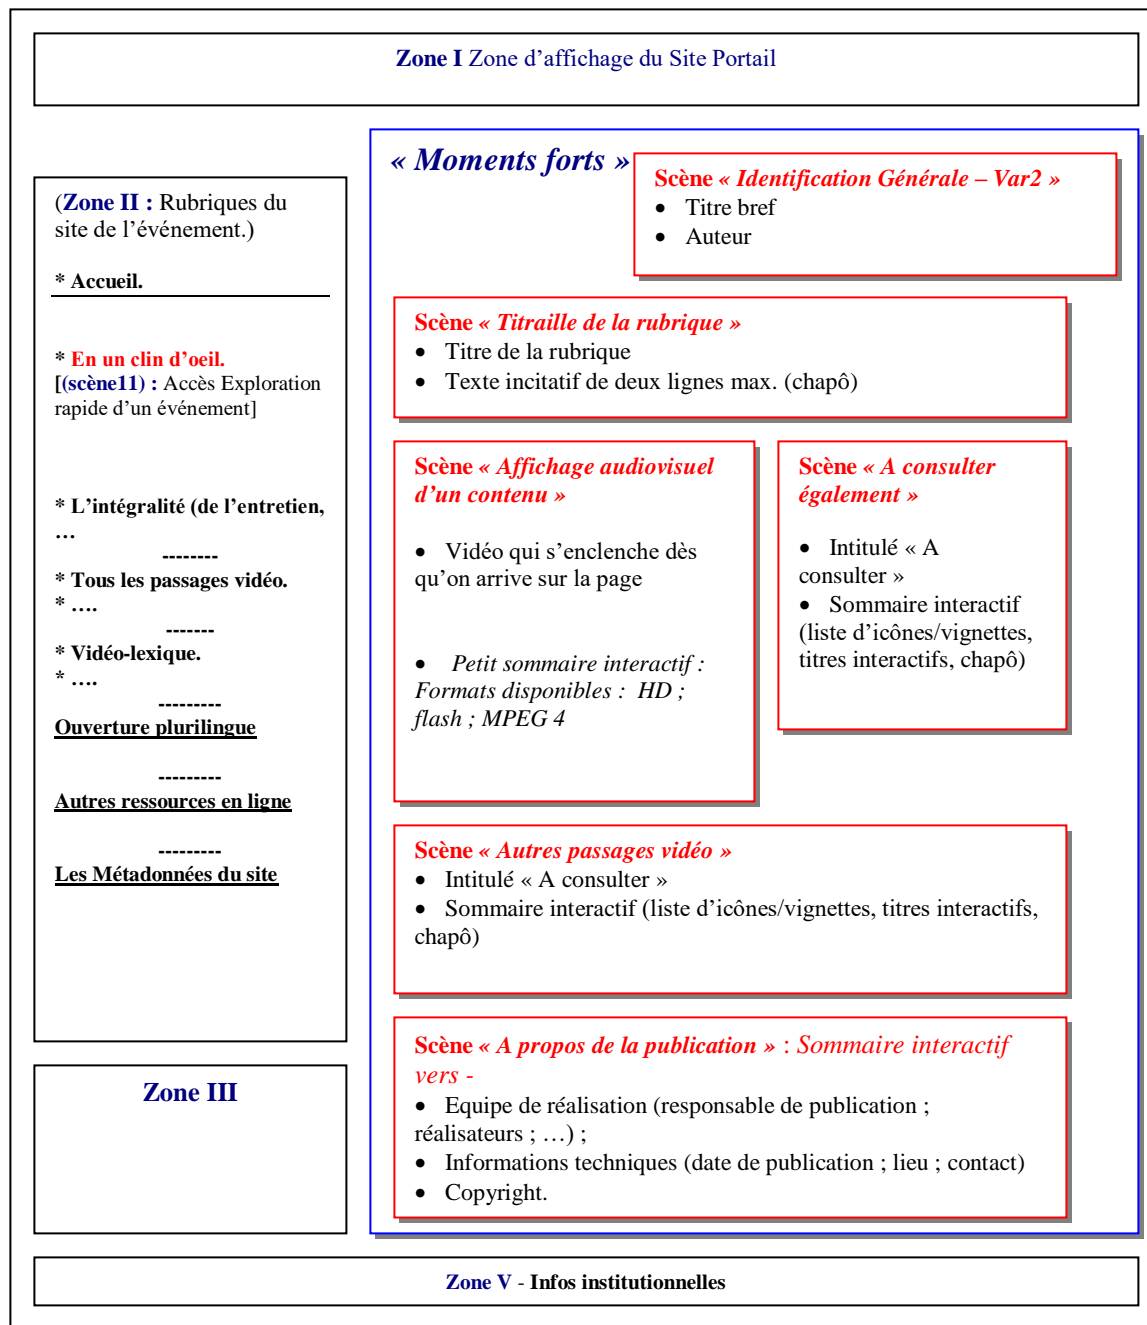 Zone I Zone d’affichage du Site Portail
(Zone II : Rubriques du
site de l’événement.)
* Accueil.
* En un clin d’oeil.
[(scène11) : Accès Exploration
rapide d’un événement]
* L’intégralité (de l’entretien,
…
--------
* Tous les passages vidéo.
* ….
-------
* Vidéo-lexique.
* ….
---------
Ouverture plurilingue
---------
Autres ressources en ligne
---------
Les Métadonnées du site
Zone III
« Moments forts »
Scène « Identification Générale – Var2 »
• Titre bref
• Auteur
Scène « Titraille de la rubrique »
• Titre de la rubrique
• Texte incitatif de deux lignes max. (chapô)
Scène « Affichage audiovisuel
d’un contenu »
• Vidéo qui s’enclenche dès
qu’on arrive sur la page
• Petit sommaire interactif :
Formats disponibles : HD ;
flash ; MPEG 4
Scène « A consulter
également »
• Intitulé « A
consulter »
• Sommaire interactif
(liste d’icônes/vignettes,
titres interactifs, chapô)
Scène « Autres passages vidéo »
• Intitulé « A consulter »
• Sommaire interactif (liste d’icônes/vignettes, titres interactifs,
chapô)
Scène « A propos de la publication » : Sommaire interactif
vers -
• Equipe de réalisation (responsable de publication ;
réalisateurs ; …) ;
• Informations techniques (date de publication ; lieu ; contact)
• Copyright.
Zone V - Infos institutionnelles